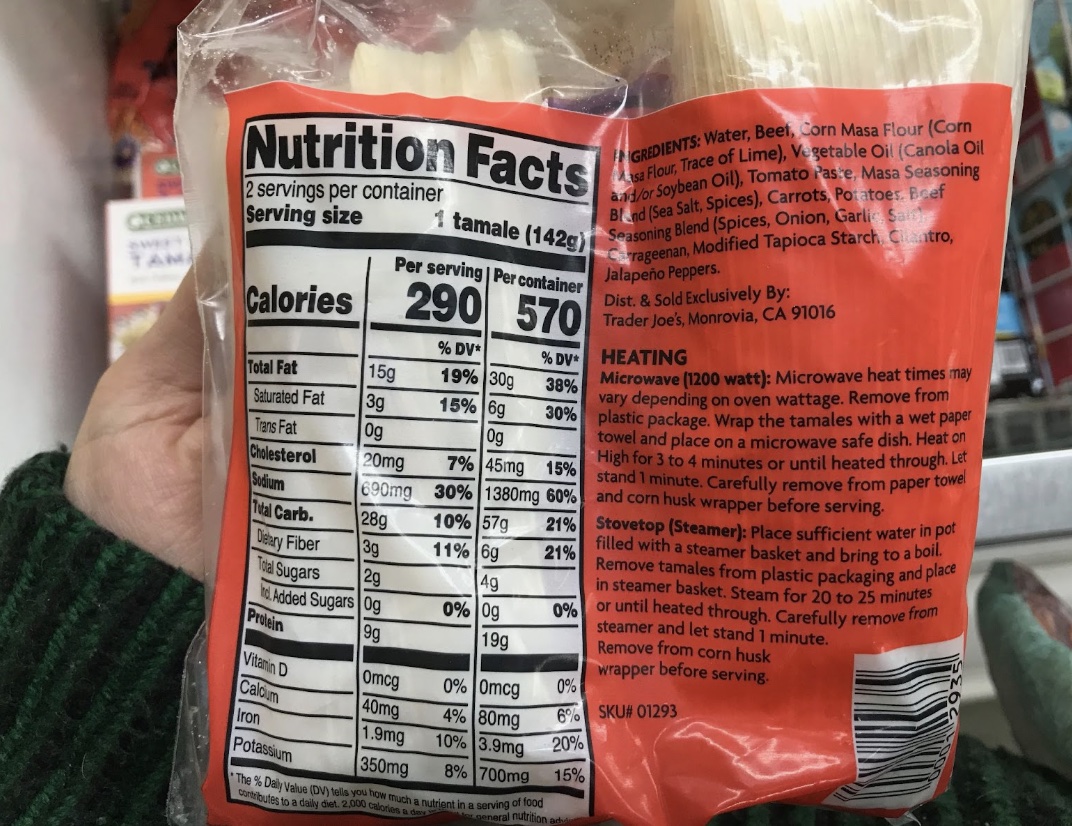 Nutrition Facts
2 servings per container
Serving size 1 tamale (142g)
Per serving Per container
Calories 290 570
% DV* % DV*
Total Fat 15g 19% 30g 38%
Saturated Fat 3g 15% 6g 30%
Trans Fat 0g 0g
Cholesterol 20mg 7% 45mg 15%
Sodium 690mg 30% 1380mg 60%
Total Carb. 28g 10% 57g 21%
Dietary Fiber 3g 11% 6g 21%
Total Sugars 2g 4g
Incl. Added Sugars 0g 0% 0g 0%
Protein 9g 19g
Vitamin D 0mcg 0% 0mcg 0%
Calcium 40mg 4% 80mg 6%
Iron 1.9mg 10% 3.9mg 20%
Potassium 350mg 8% 700mg 15%
* The % Daily Value (DV) tells you how much a nutrient in a serving of food
contributes to a daily diet. 2,000 calories a day general nutrition
INGREDIENTS: Water, Beef, Corn Masa Flour (Corn
Masa Flour, Trace of Lime), Vegetable Oil (Canola Oil
and/or Soybean Oil), Tomato Paste, Masa Seasoning
Blend (Sea Salt, Spices), Carrots, Potatoes, Beef
Seasoning Blend (Spices, Onion, Garlic, Salt),
Carrageenan, Modified Tapioca Starch, Cilantro,
Jalapeño Peppers.
Dist. & Sold Exclusively By:
Trader Joe's, Monrovia, CA 91016
HEATING
Microwave (1200 watt): Microwave heat times may
vary depending on oven wattage. Remove from
plastic package. Wrap the tamales with a wet paper
towel and place on a microwave safe dish. Heat on
High for 3 to 4 minutes or until heated through. Let
stand 1 minute. Carefully remove from paper towel
and corn husk wrapper before serving.
Stovetop (Steamer): Place sufficient water in pot
filled with a steamer basket and bring to a boil.
Remove tamales from plastic packaging and place
in steamer basket. Steam for 20 to 25 minutes
or until heated through. Carefully remove from
steamer and let stand 1 minute.
Remove from corn husk
wrapper before serving.
SKU# 01293